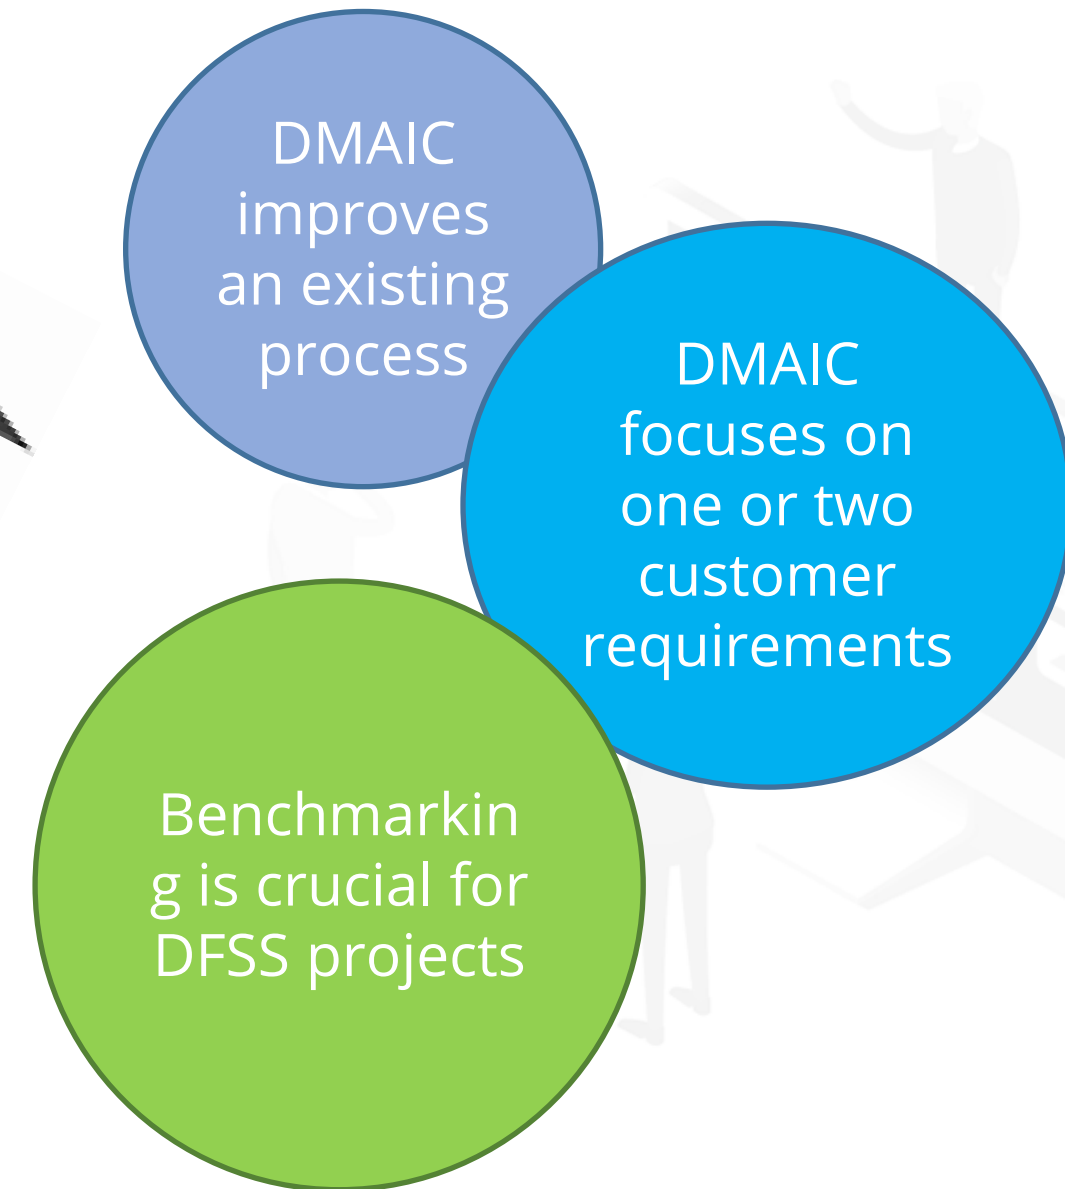 DMAIC
improves
an existing
process
DMAIC
focuses on
one or two
customer
requirements
Benchmarkin
g is crucial for
DFSS projects